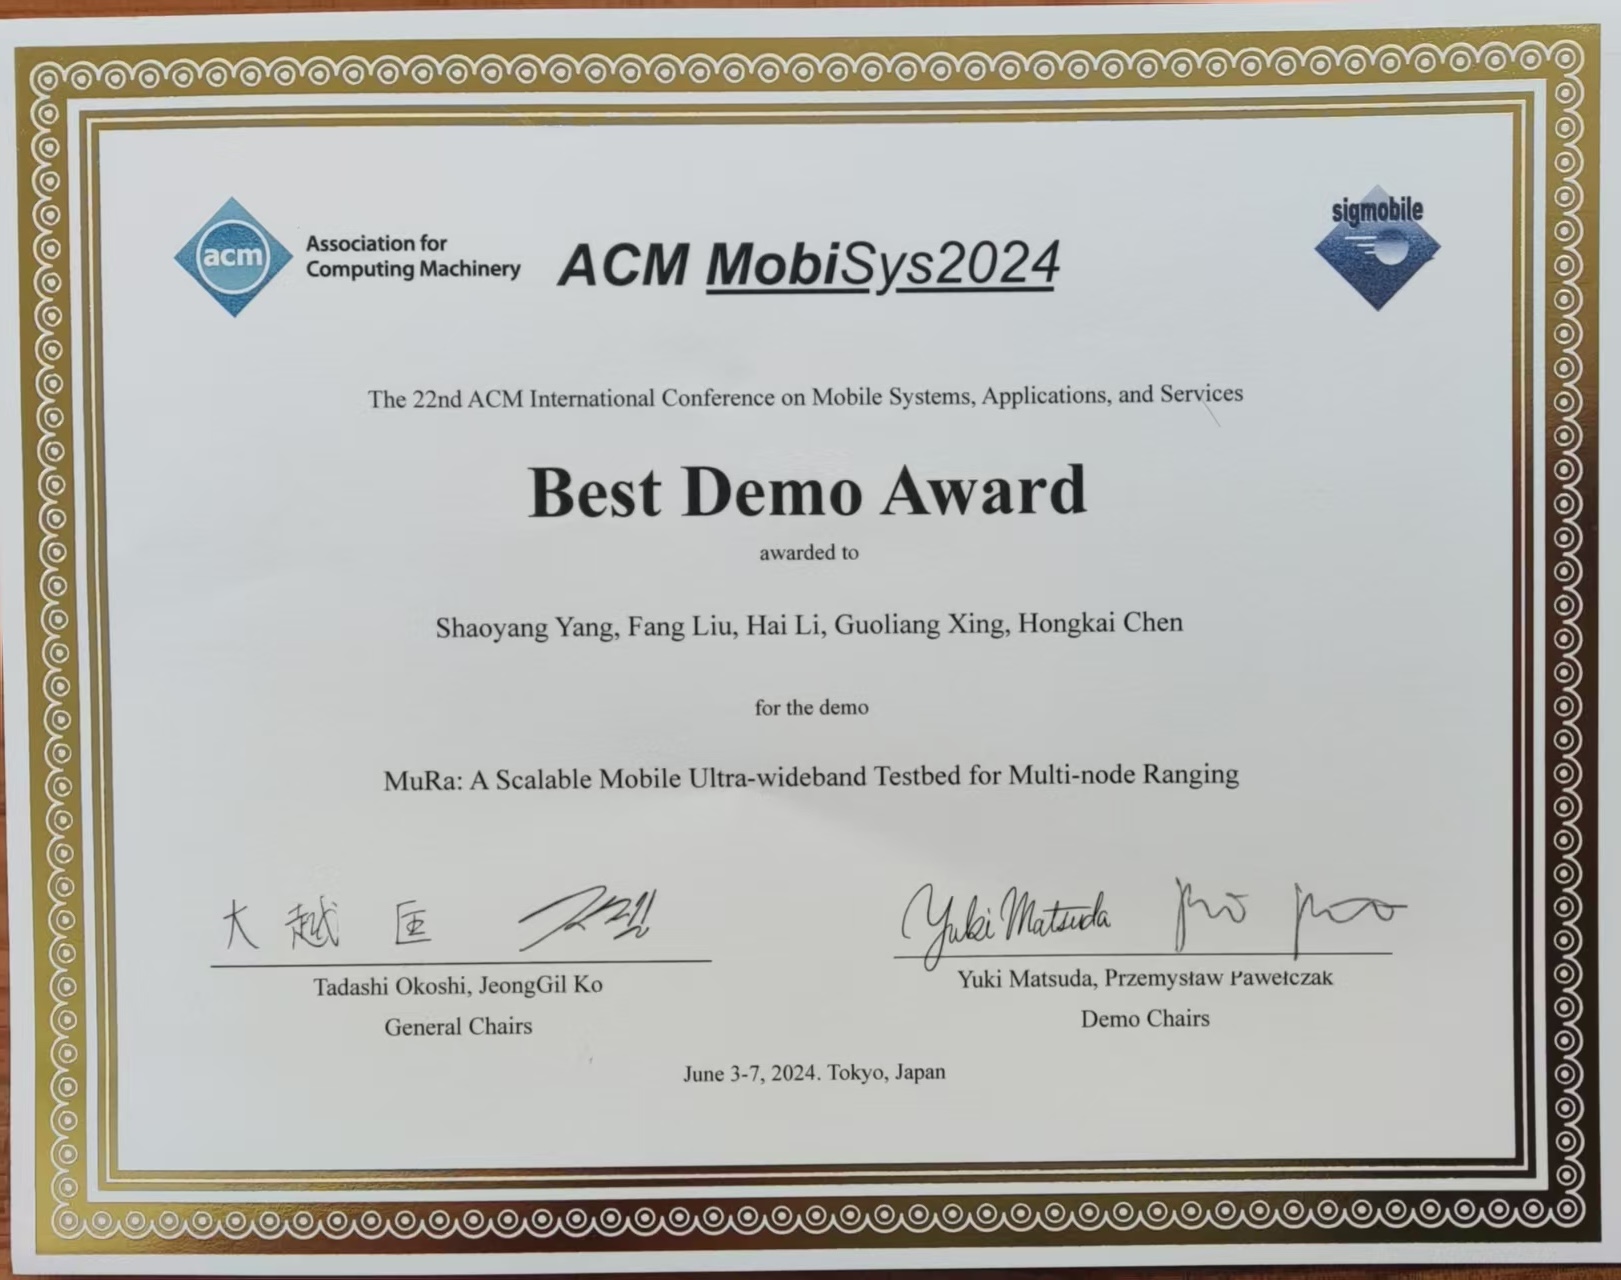 acm
Association for
Computing Machinery
ACM MobiSys2024
sigmobile
The 22nd ACM International Conference on Mobile Systems, Applications, and Services
Best Demo Award
awarded to
Shaoyang Yang, Fang Liu, Hai Li, Guoliang Xing, Hongkai Chen
for the demo
MuRa: A Scalable Mobile Ultra-wideband Testbed for Multi-node Ranging
大越 匡
Yuki Matsuda
Tadashi Okoshi, JeongGil Ko
General Chairs
Yuki Matsuda, Przemysław Pawełczak
Demo Chairs
June 3-7, 2024. Tokyo, Japan